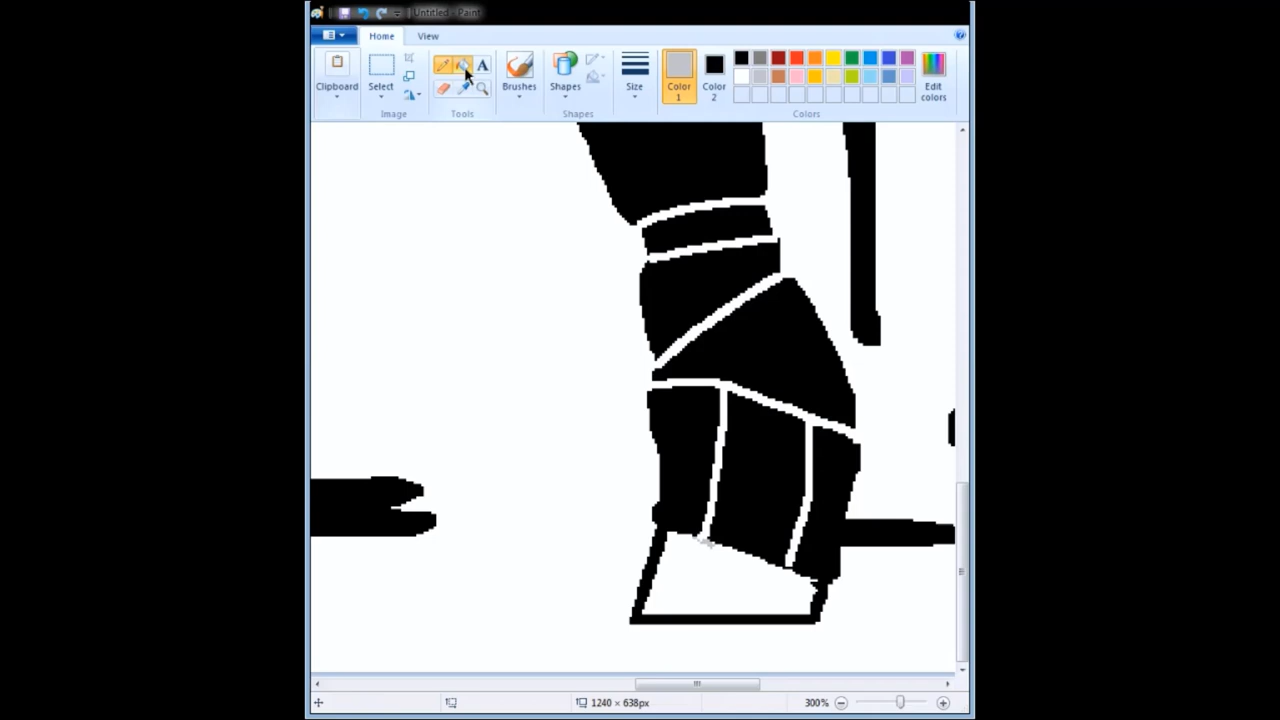 Untitled - Paint
Home View
Clipboard
Select
Image
A
Tools
Brushes
Shapes
Shapes
Size
Color 1
Color 2
Edit colors
Colors
1240 × 638px
300%